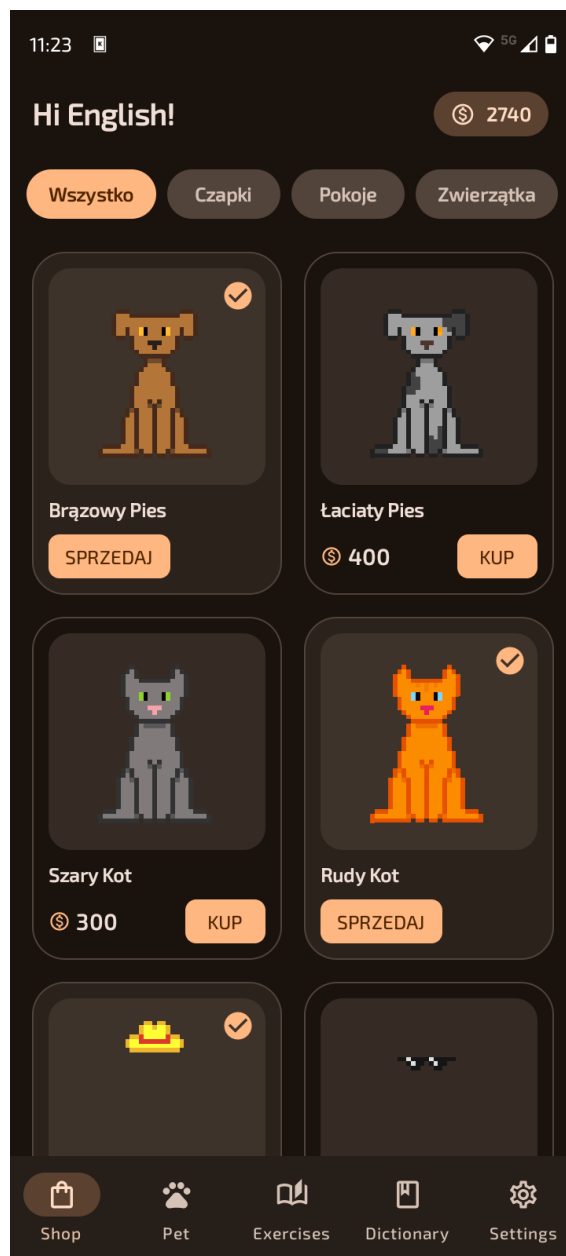 11:23 5G
Hi English! 2740
Wszystko Czapki Pokoje Zwierzątka
Brązowy Pies Łaciaty Pies
SPRZEDAJ 400 KUP
Szary Kot Rudy Kot
300 KUP SPRZEDAJ
Shop Pet Exercises Dictionary Settings